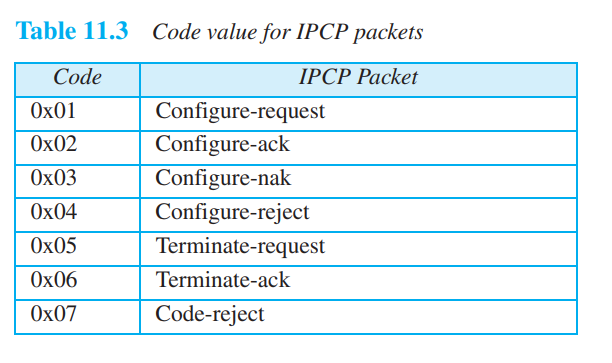 Table 11.3 Code value for IPCP packets
Code IPCP Packet
0x01 Configure-request
0x02 Configure-ack
0x03 Configure-nak
0x04 Configure-reject
0x05 Terminate-request
0x06 Terminate-ack
0x07 Code-reject